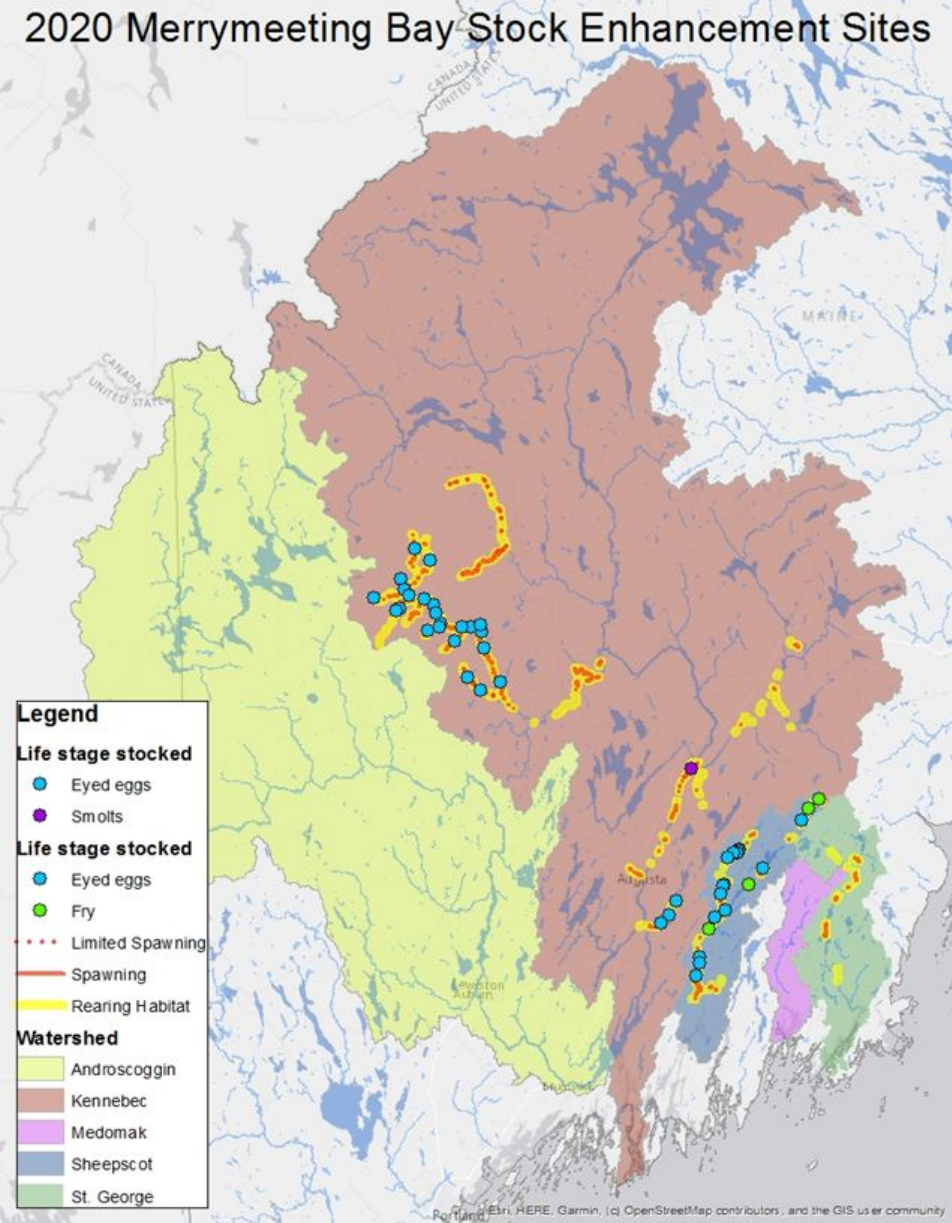 2020 Merrymeeting Bay Stock Enhancement Sites
CANADA
UNITED STATES
MAINE
CANADA
UNITED STATES
Legend
Life stage stocked
Eyed eggs
Smolts
Life stage stocked
Eyed eggs
Fry
Limited Spawning
Spawning
Rearing Habitat
Watershed
Androscoggin
Kennebec
Medomak
Sheepscot
St. George
Augusta
Lewiston
Auburn
Brunswick
Portland
Esri, HERE, Garmin, (c) OpenStreetMap contributors, and the GIS user community